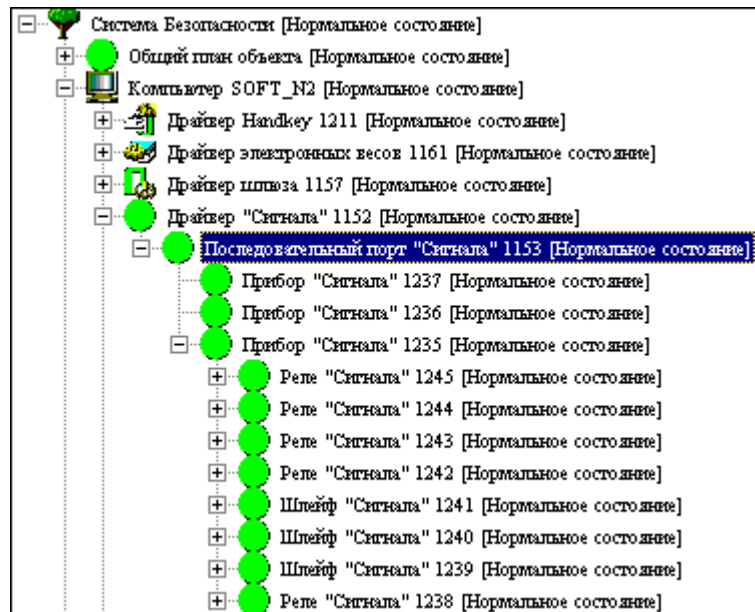 Система Безопасности [Нормальное состояние]
Общий план объекта [Нормальное состояние]
Компьютер SOFT_N2 [Нормальное состояние]
Драйвер Handkey 1211 [Нормальное состояние]
Драйвер электронных весов 1161 [Нормальное состояние]
Драйвер шлюза 1157 [Нормальное состояние]
Драйвер "Сигнала" 1152 [Нормальное состояние]
Последовательный порт "Сигнала" 1153 [Нормальное состояние]
Прибор "Сигнала" 1237 [Нормальное состояние]
Прибор "Сигнала" 1236 [Нормальное состояние]
Прибор "Сигнала" 1235 [Нормальное состояние]
Реле "Сигнала" 1245 [Нормальное состояние]
Реле "Сигнала" 1244 [Нормальное состояние]
Реле "Сигнала" 1243 [Нормальное состояние]
Реле "Сигнала" 1242 [Нормальное состояние]
Шлейф "Сигнала" 1241 [Нормальное состояние]
Шлейф "Сигнала" 1240 [Нормальное состояние]
Шлейф "Сигнала" 1239 [Нормальное состояние]
Реле "Сигнала" 1238 [Нормальное состояние]